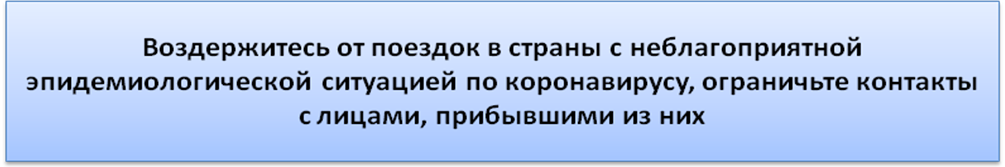 Воздержитесь от поездок в страны с неблагоприятной
эпидемиологической ситуацией по коронавирусу, ограничьте контакты
с лицами, прибывшими из них